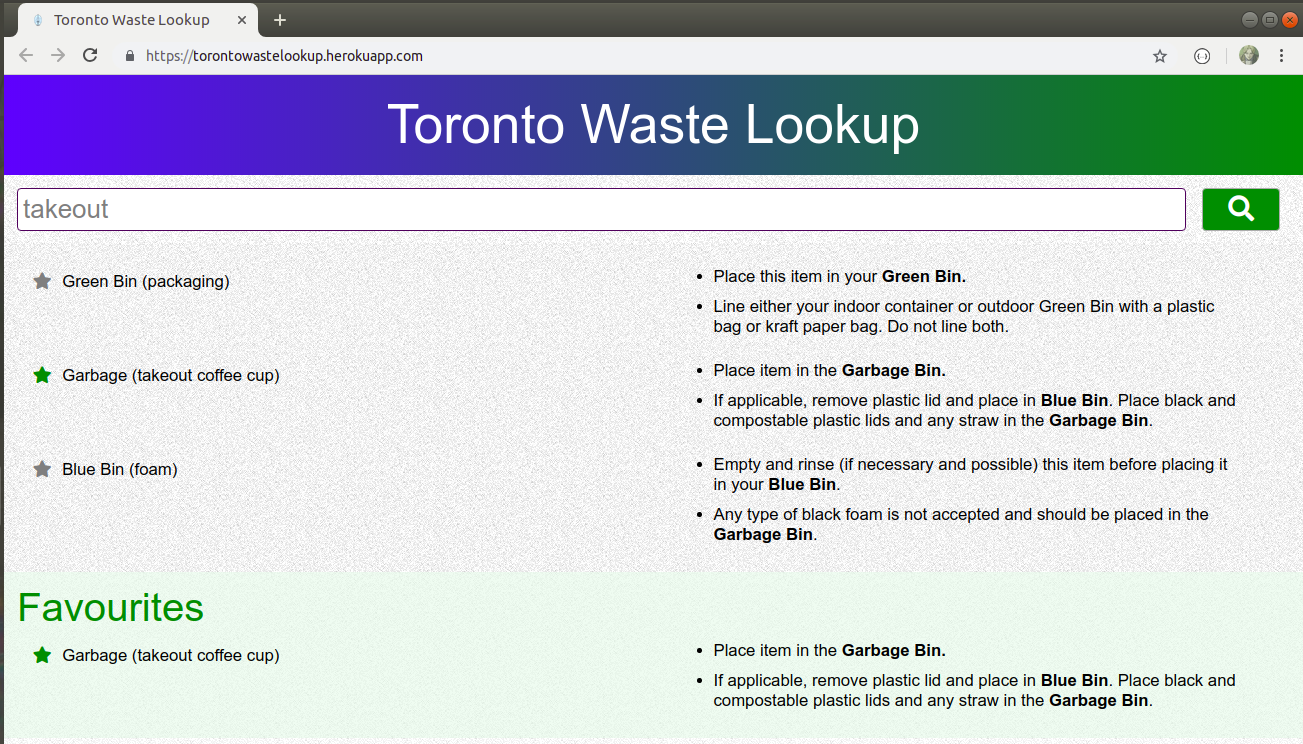 Toronto Waste Lookup
https://torontowastelookup.herokuapp.com
Toronto Waste Lookup
takeout
Green Bin (packaging)
Place this item in your Green Bin.
Line either your indoor container or outdoor Green Bin with a plastic
bag or kraft paper bag. Do not line both.
Garbage (takeout coffee cup)
Place item in the Garbage Bin.
If applicable, remove plastic lid and place in Blue Bin. Place black and
compostable plastic lids and any straw in the Garbage Bin.
Blue Bin (foam)
Empty and rinse (if necessary and possible) this item before placing it
in your Blue Bin.
Any type of black foam is not accepted and should be placed in the
Garbage Bin.
Favourites
Garbage (takeout coffee cup)
Place item in the Garbage Bin.
If applicable, remove plastic lid and place in Blue Bin. Place black and
compostable plastic lids and any straw in the Garbage Bin.